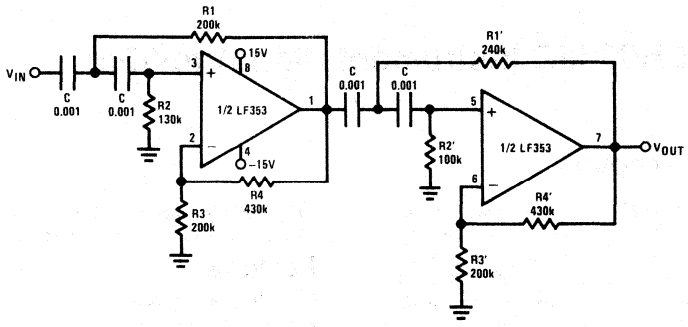 R1
200k
15V
8
VIN
C
0.001
C
0.001
3
+
R2
130k
1/2 LF353
1
2
−
4
−15V
R4
430k
R3
200k
C
0.001
C
0.001
R1'
240k
5
+
R2'
100k
1/2 LF353
7
VOUT
6
−
R4'
430k
R3'
200k